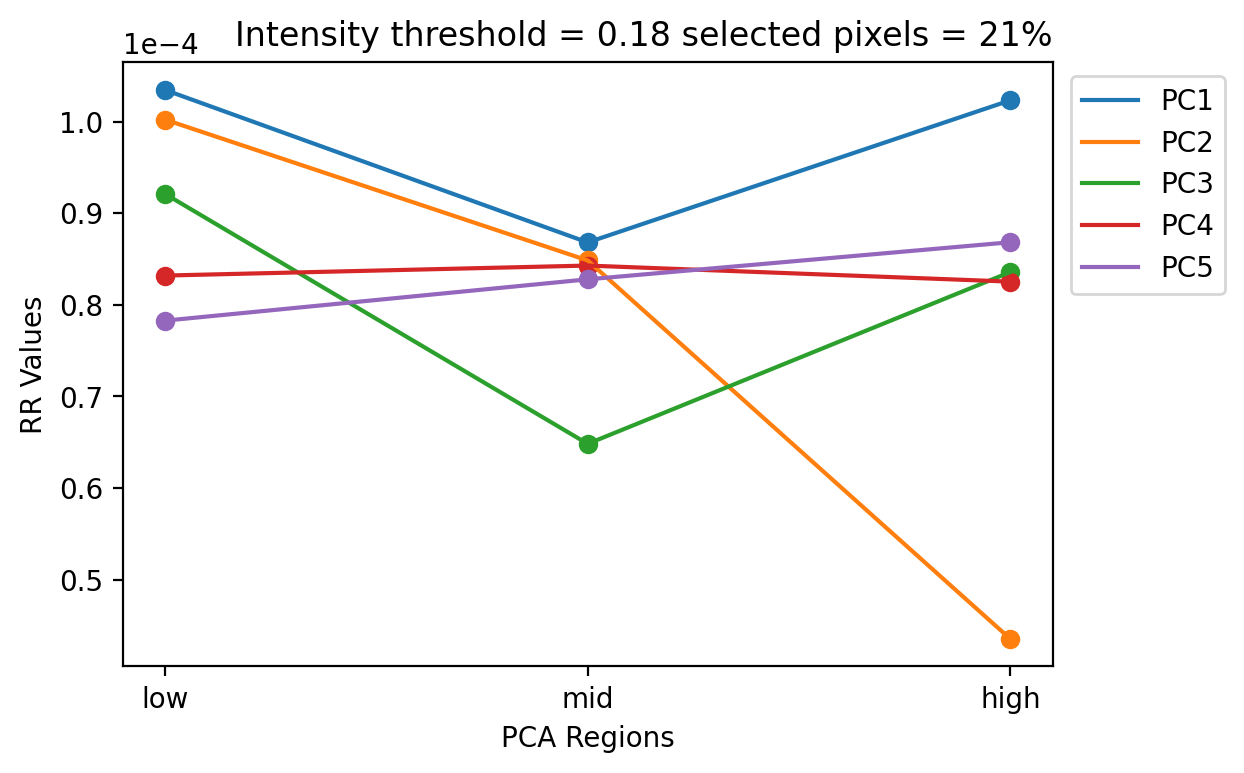 Intensity threshold = 0.18 selected pixels = 21%
1e−4
1.0
0.9
0.8
0.7
0.6
0.5
RR Values
low
mid
high
PCA Regions
PC1
PC2
PC3
PC4
PC5